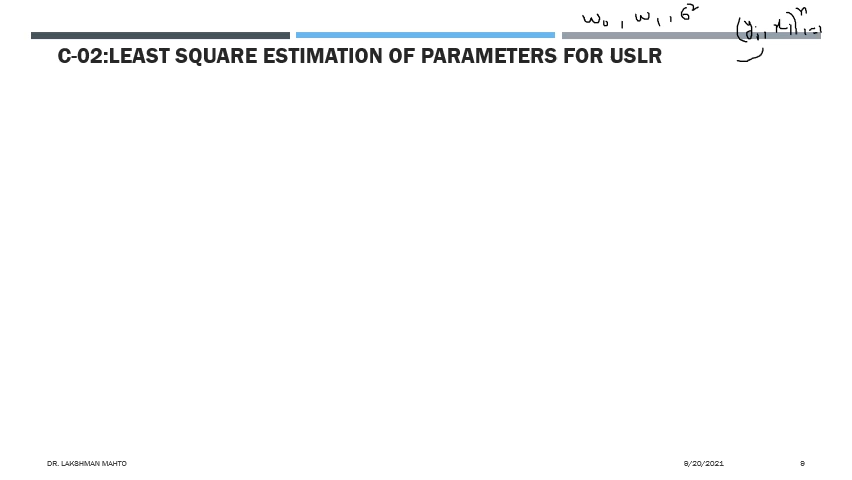 w₀, w₁, σ² (yᵢ, xᵢ)ⁿᵢ₌₁
C-02:LEAST SQUARE ESTIMATION OF PARAMETERS FOR USLR
DR. LAKSHMAN MAHTO 9/20/2021 9